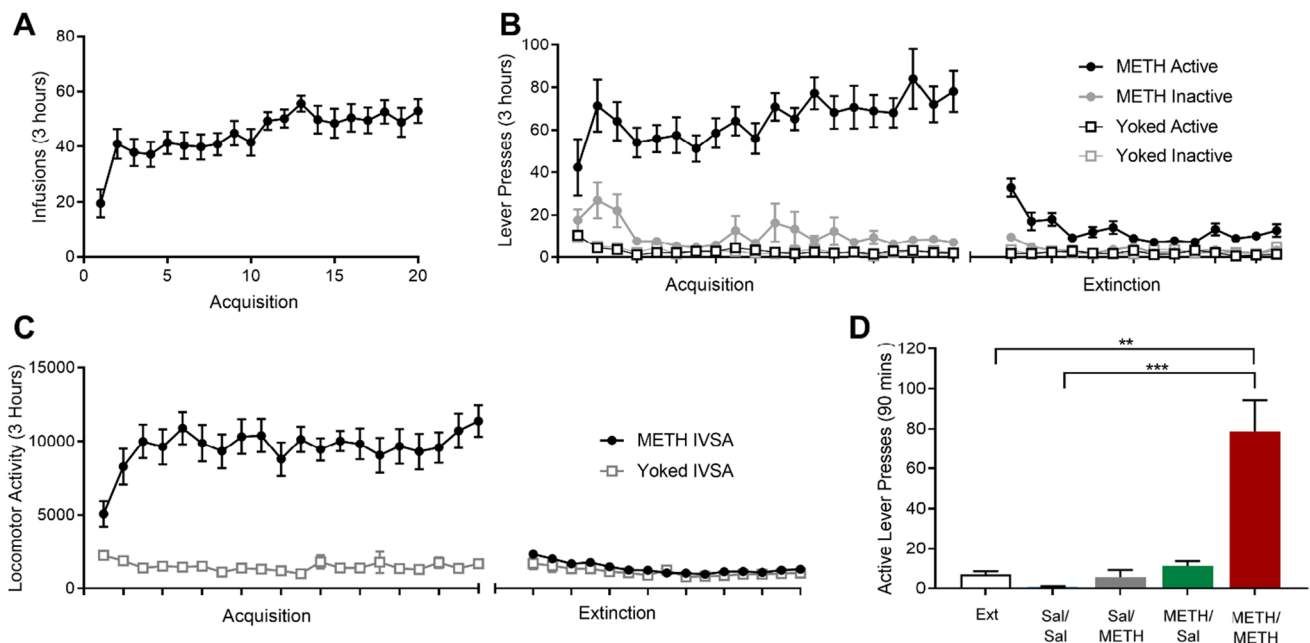 A
80
60
40
20
0
Infusions (3 hours)
0 5 10 15 20
Acquisition
B
100
80
60
40
20
0
Lever Presses (3 hours)
METH Active
METH Inactive
Yoked Active
Yoked Inactive
Acquisition
Extinction
C
15000
10000
5000
0
Locomotor Activity (3 Hours)
METH IVSA
Yoked IVSA
Acquisition
Extinction
D
120
100
80
60
40
20
0
Active Lever Presses (90 mins )
**
***
Ext
Sal/
Sal
Sal/
METH
METH/
Sal
METH/
METH